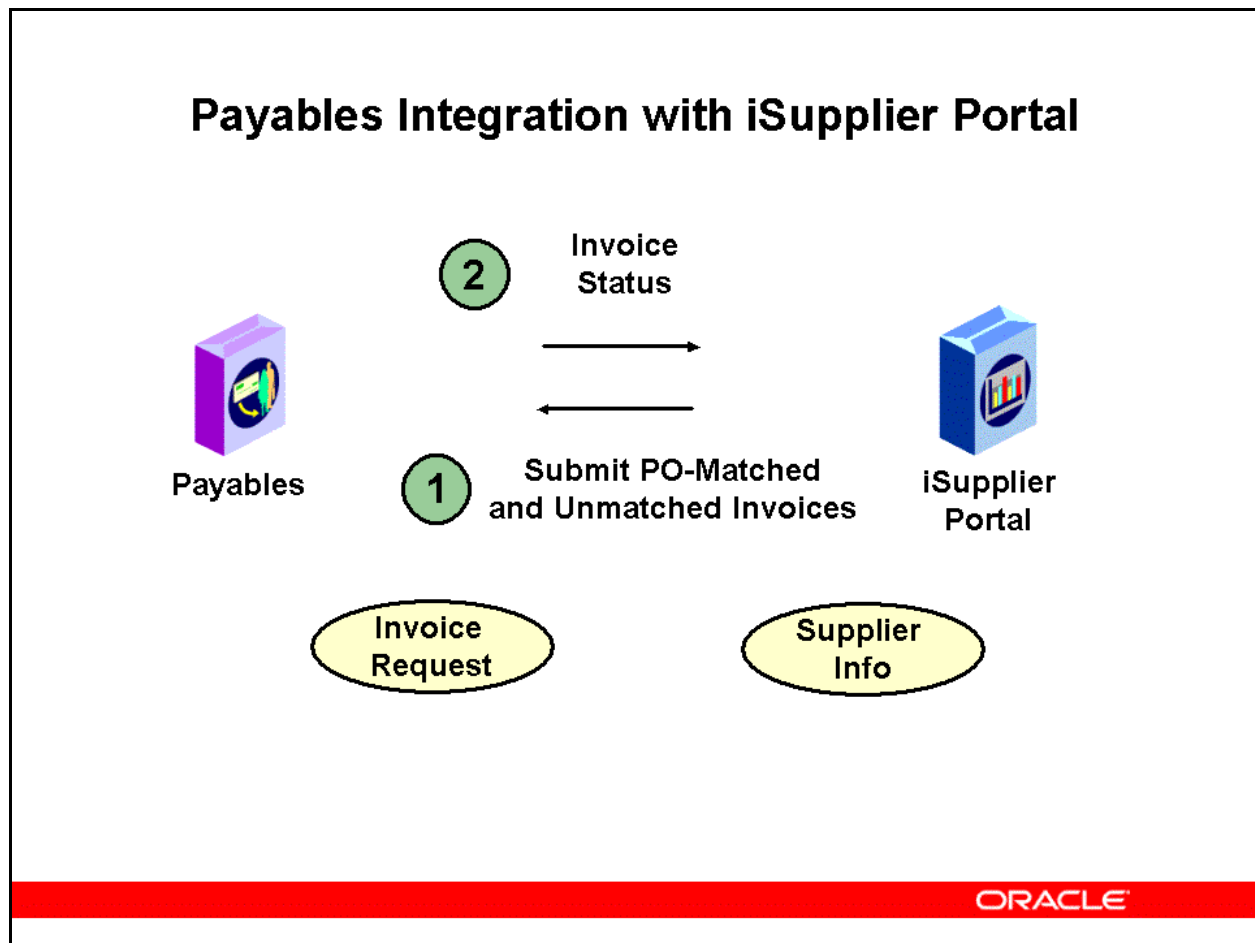 Payables Integration with iSupplier Portal
2
Invoice
Status
Payables
1
Submit PO-Matched
and Unmatched Invoices
iSupplier
Portal
Invoice
Request
Supplier
Info
ORACLE